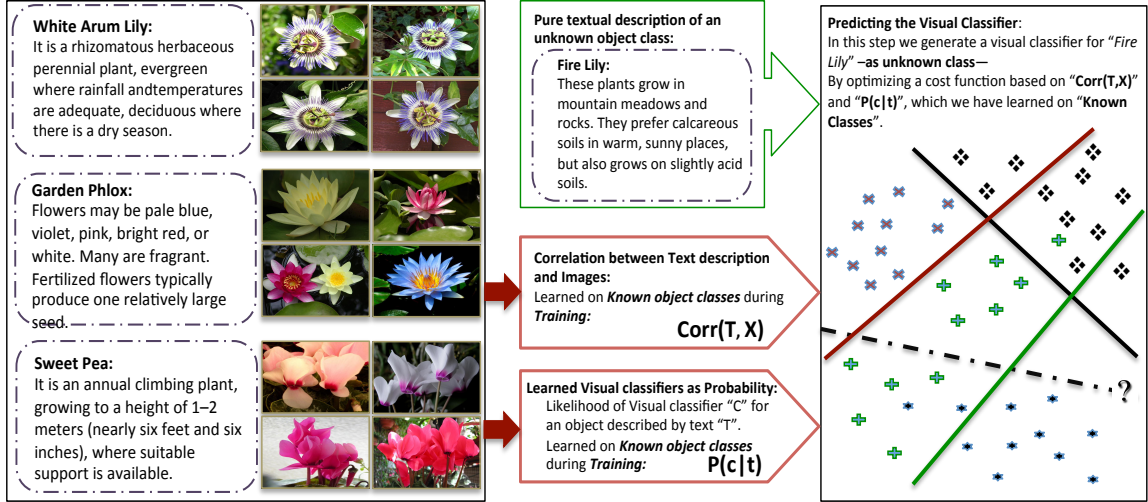 White Arum Lily:
It is a rhizomatous herbaceous
perennial plant, evergreen
where rainfall andtemperatures
are adequate, deciduous where
there is a dry season.
Garden Phlox:
Flowers may be pale blue,
violet, pink, bright red, or
white. Many are fragrant.
Fertilized flowers typically
produce one relatively large
seed.
Sweet Pea:
It is an annual climbing plant,
growing to a height of 1–2
meters (nearly six feet and six
inches), where suitable
support is available.
Pure textual description of an
unknown object class:
Fire Lily:
These plants grow in
mountain meadows and
rocks. They prefer calcareous
soils in warm, sunny places,
but also grows on slightly acid
soils.
Correlation between Text description
and Images:
Learned on Known object classes during
Training:
Corr(T, X)
Learned Visual classifiers as Probability:
Likelihood of Visual classifier “C” for
an object described by text “T”.
Learned on Known object classes
during Training:
P(c|t)
Predicting the Visual Classifier:
In this step we generate a visual classifier for “Fire
Lily” –as unknown class—
By optimizing a cost function based on “Corr(T,X)”
and “P(c|t)”, which we have learned on “Known
Classes”.
?